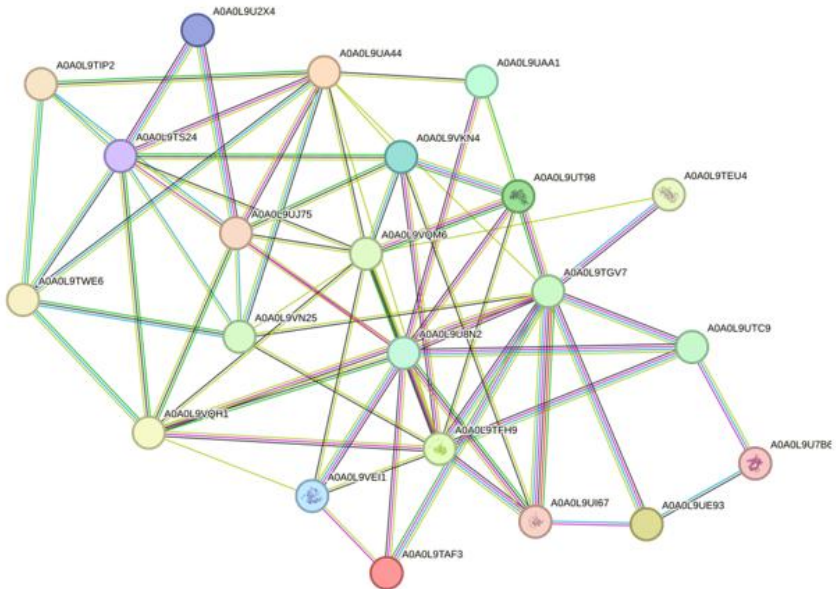 A0A0L9U2X4
A0A0L9UA44
A0A0L9UAA1
A0A0L9TIP2
A0A0L9TS24
A0A0L9VKN4
A0A0L9UT98
A0A0L9TEU4
A0A0L9UJ75
A0A0L9VQM6
A0A0L9TGV7
A0A0L9TWE6
A0A0L9VN25
A0A0L9U8N2
A0A0L9UTC9
A0A0L9VQH1
A0A0L9TFH9
A0A0L9U7B6
A0A0L9VEI1
A0A0L9UI67
A0A0L9UE93
A0A0L9TAF3